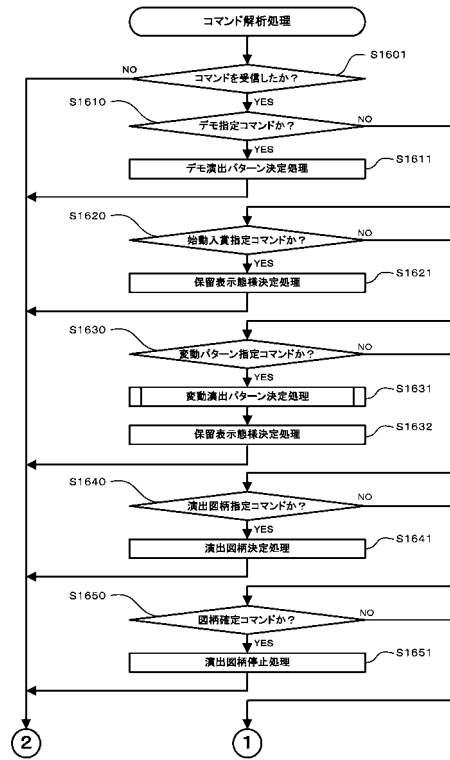 コマンド解析処理
S1601
NO
コマンドを受信したか？
YES
S1610
デモ指定コマンドか？
NO
YES
S1611
デモ演出パターン決定処理
S1620
始動入賞指定コマンドか？
NO
YES
S1621
保留表示態様決定処理
S1630
変動パターン指定コマンドか？
NO
YES
S1631
変動演出パターン決定処理
S1632
保留表示態様決定処理
S1640
演出図柄指定コマンドか？
NO
YES
S1641
演出図柄決定処理
S1650
図柄確定コマンドか？
NO
YES
S1651
演出図柄停止処理
2
1